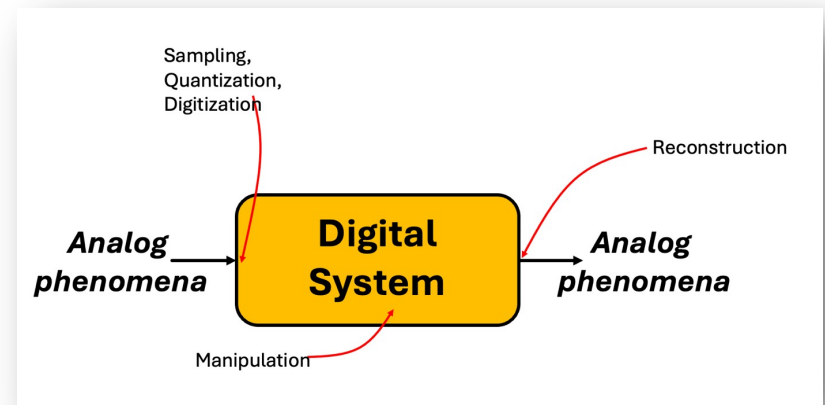 Sampling,
Quantization,
Digitization
Reconstruction
Analog
phenomena
Digital
System
Analog
phenomena
Manipulation